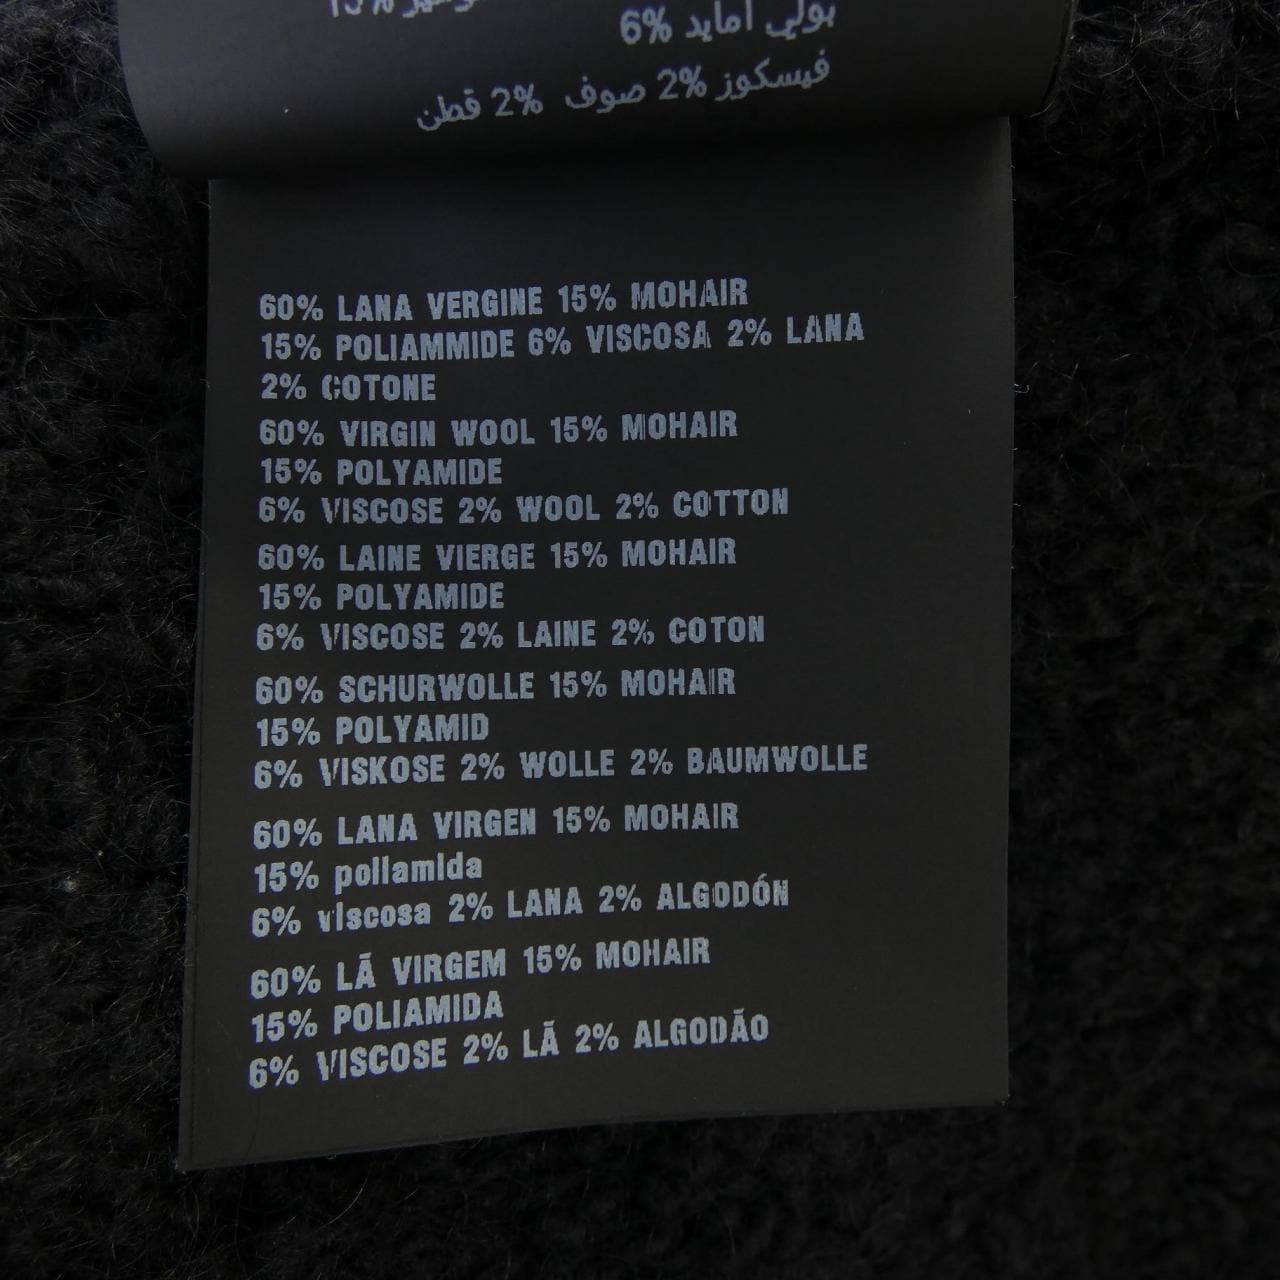 15%
بولي أمايد 6%
فيسكوز 2% صوف 2% قطن
60% LANA VERGINE 15% MOHAIR
15% POLIAMMIDE 6% VISCOSA 2% LANA
2% COTONE
60% VIRGIN WOOL 15% MOHAIR
15% POLYAMIDE
6% VISCOSE 2% WOOL 2% COTTON
60% LAINE VIERGE 15% MOHAIR
15% POLYAMIDE
6% VISCOSE 2% LAINE 2% COTON
60% SCHURWOLLE 15% MOHAIR
15% POLYAMID
6% VISKOSE 2% WOLLE 2% BAUMWOLLE
60% LANA VIRGEN 15% MOHAIR
15% poliamida
6% viscosa 2% LANA 2% ALGODÓN
60% LÃ VIRGEM 15% MOHAIR
15% POLIAMIDA
6% VISCOSE 2% LÃ 2% ALGODÃO